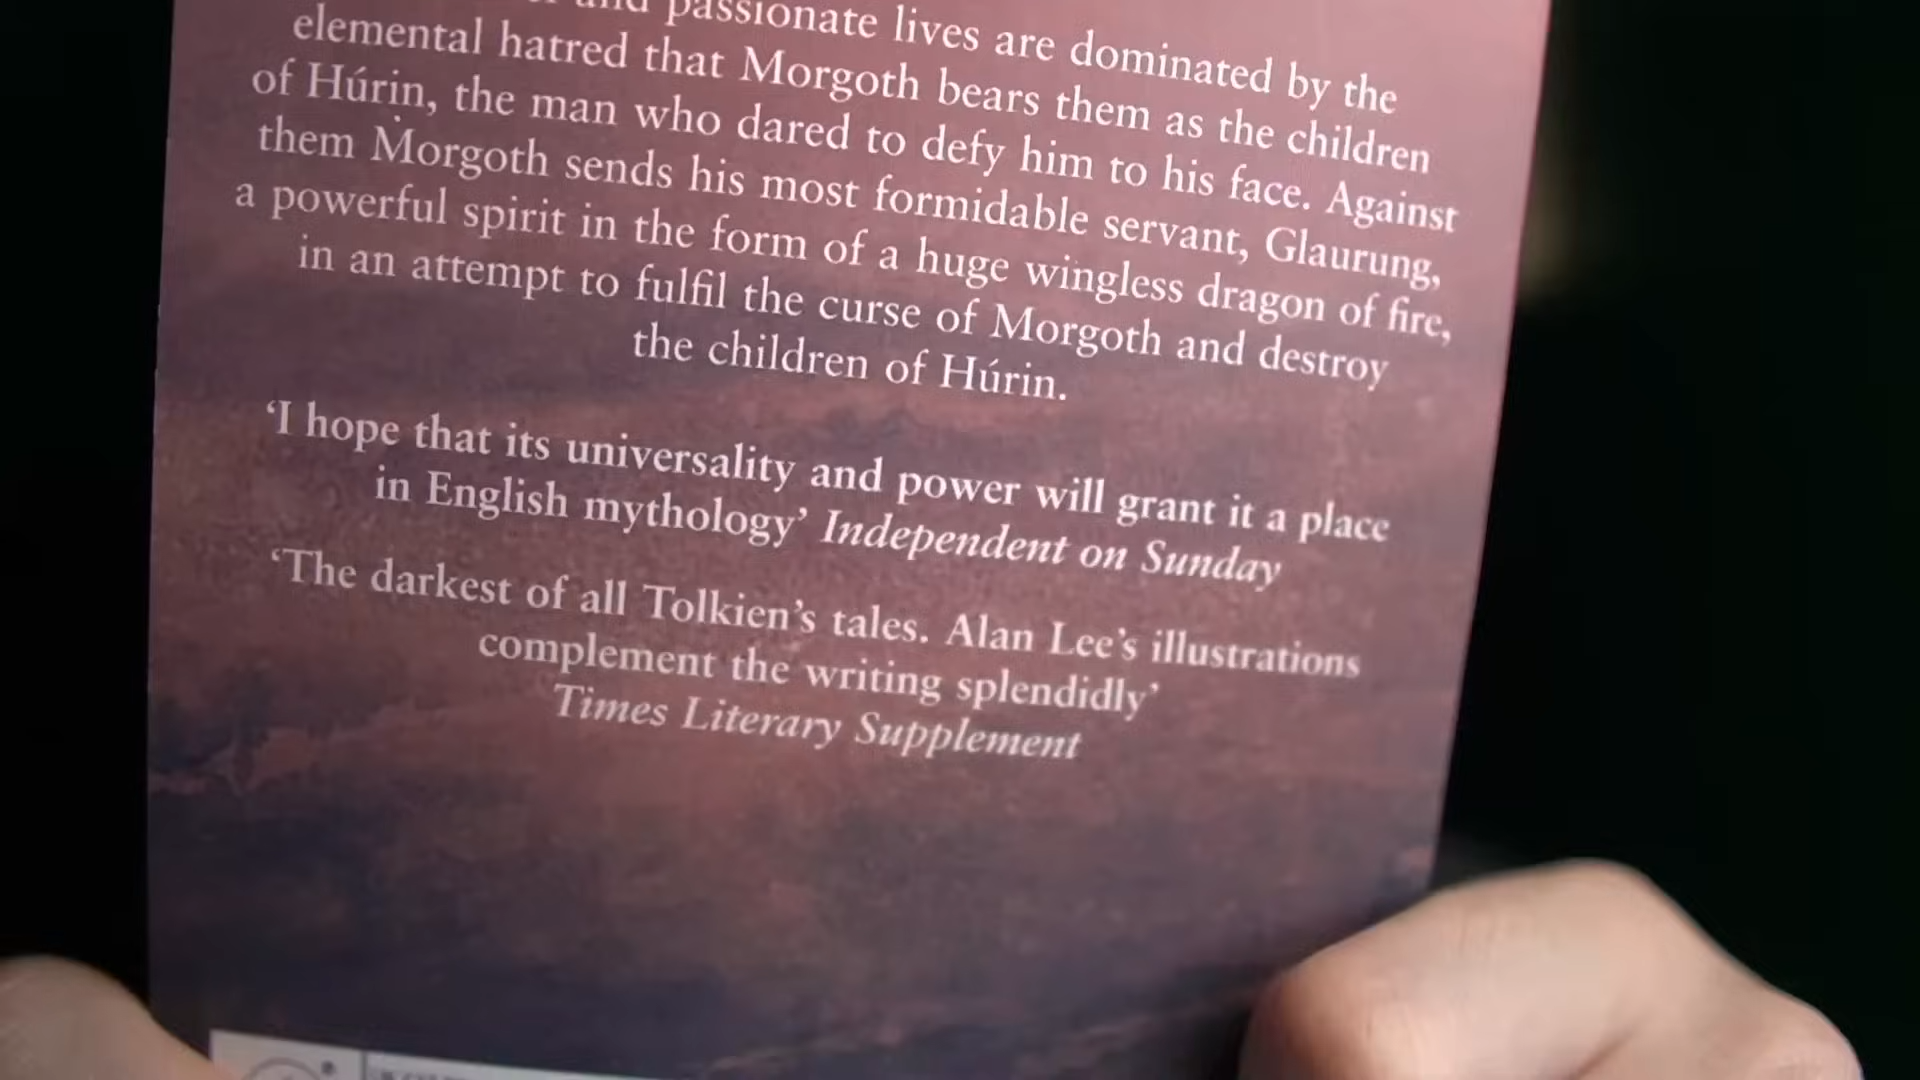 and passionate lives are dominated by the
elemental hatred that Morgoth bears them as the children
of Húrin, the man who dared to defy him to his face. Against
them Morgoth sends his most formidable servant, Glaurung,
a powerful spirit in the form of a huge wingless dragon of fire,
in an attempt to fulfil the curse of Morgoth and destroy
the children of Húrin.
‘I hope that its universality and power will grant it a place
in English mythology’ Independent on Sunday
‘The darkest of all Tolkien’s tales. Alan Lee’s illustrations
complement the writing splendidly’
Times Literary Supplement